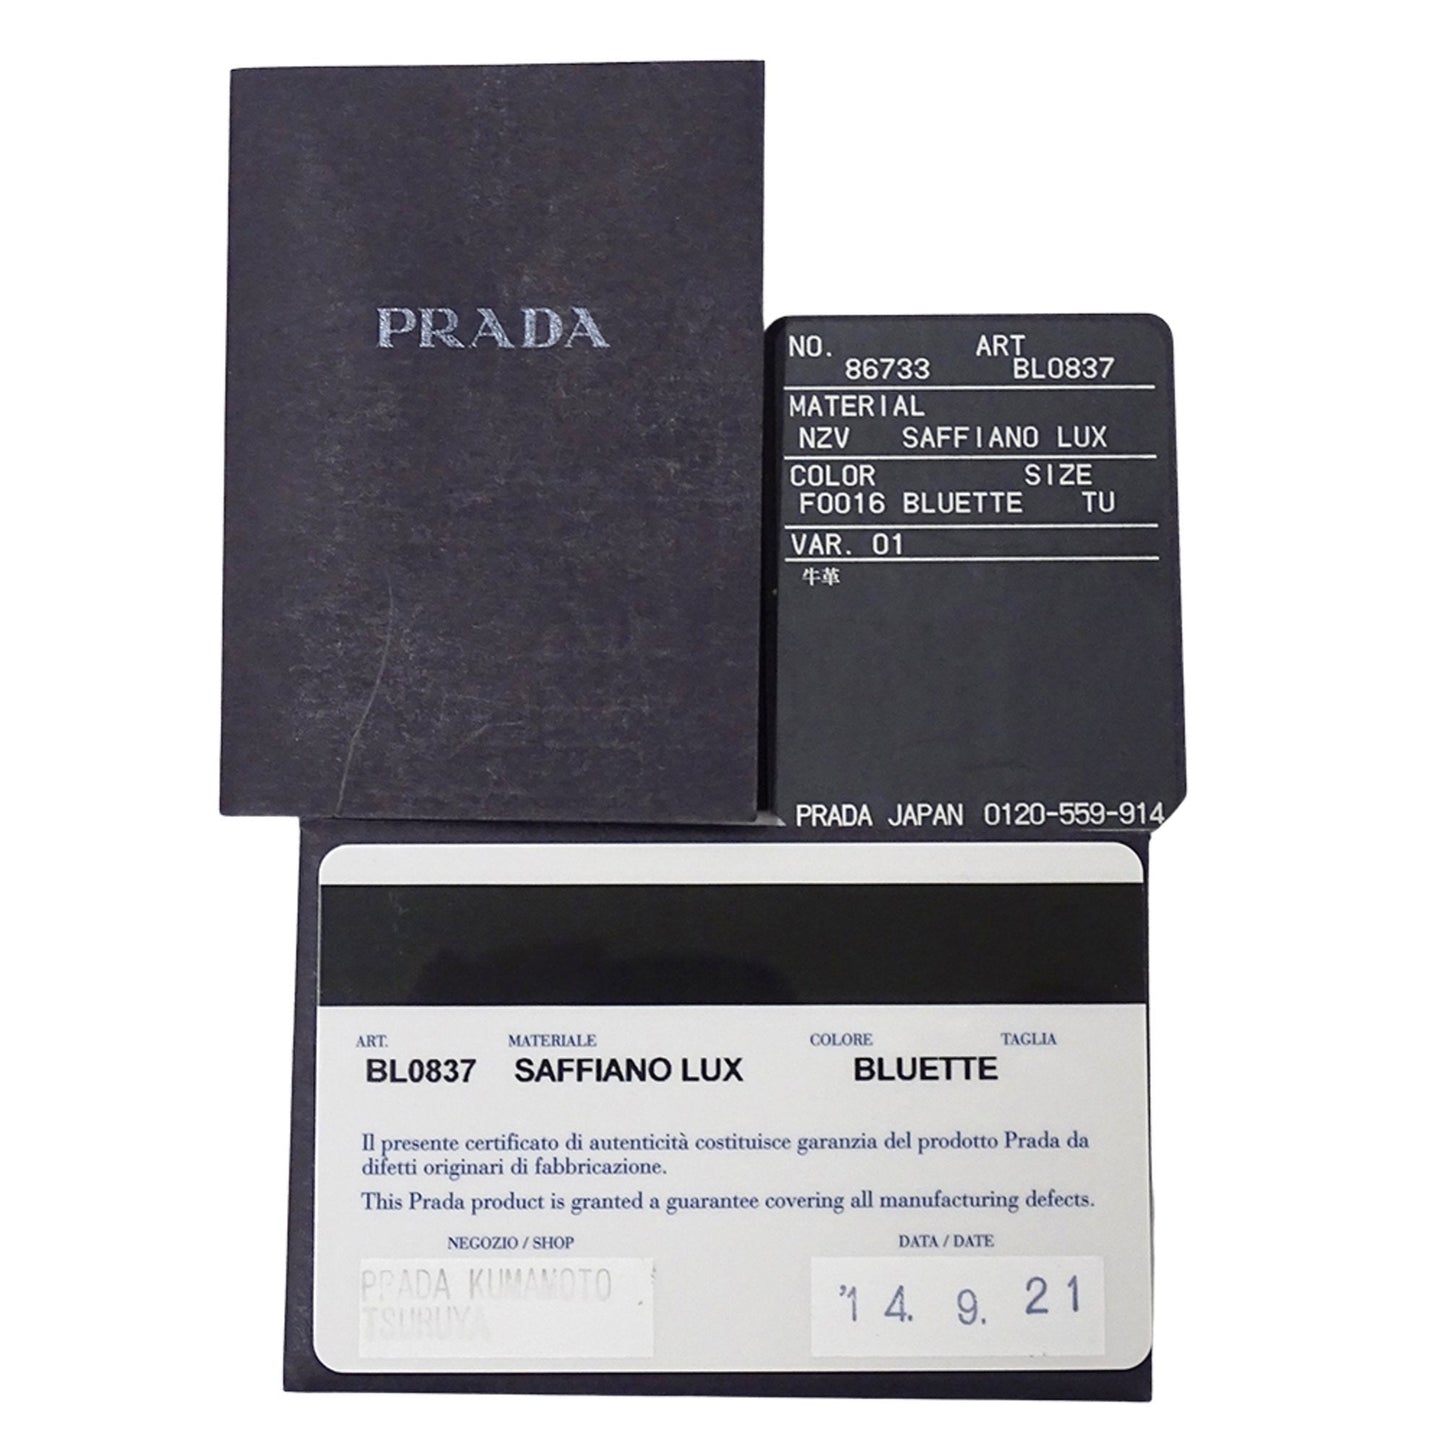 PRADA
NO. ART
86733 BL0837
MATERIAL
NZV SAFFIANO LUX
COLOR SIZE
F0016 BLUETTE TU
VAR. 01
牛革
PRADA JAPAN 0120-559-914
ART. MATERIALE COLORE TAGLIA
BL0837 SAFFIANO LUX BLUETTE
Il presente certificato di autenticità costituisce garanzia del prodotto Prada da
difetti originari di fabbricazione.
This Prada product is granted a guarantee covering all manufacturing defects.
NEGOZIO / SHOP DATA / DATE
PRADA KUMAMOTO
TSURUYA
'14. 9. 21